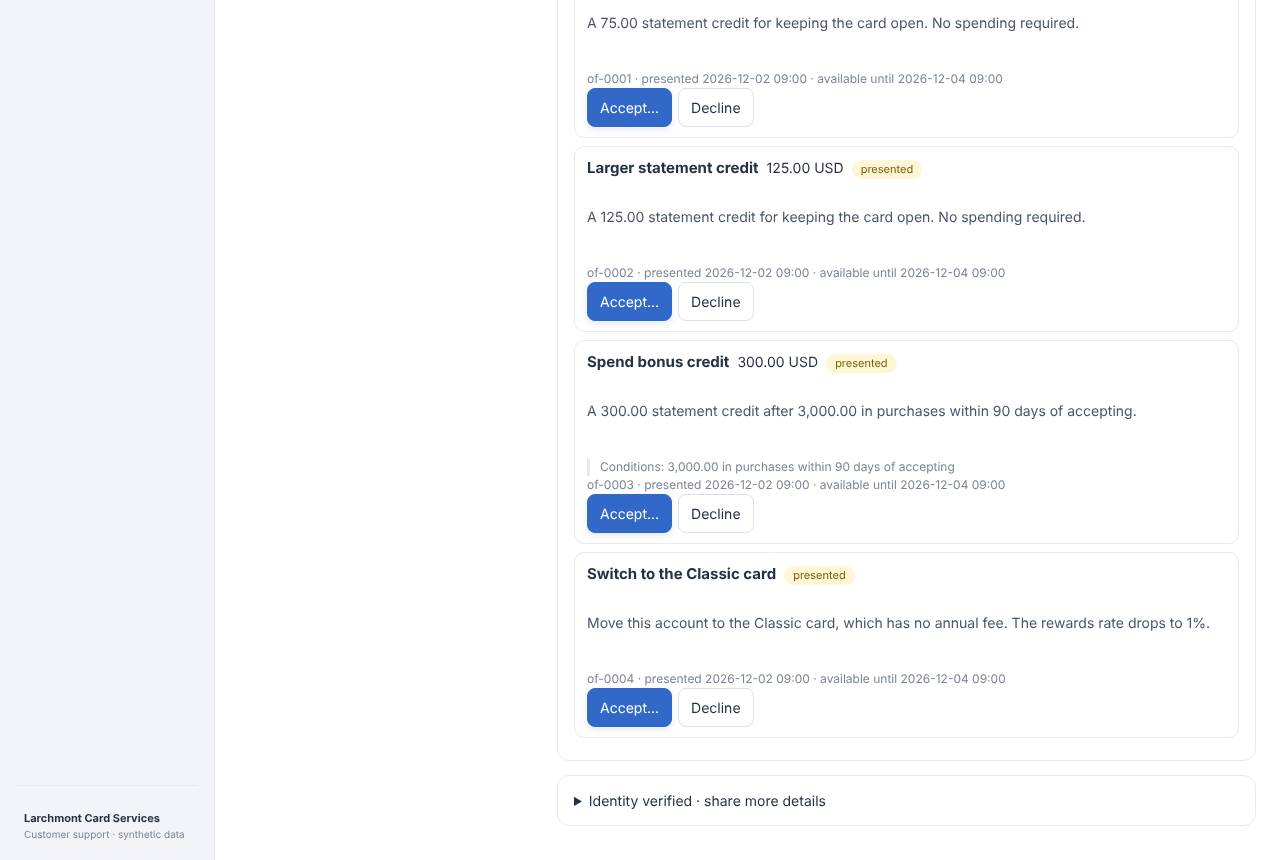 A 75.00 statement credit for keeping the card open. No spending required.
of-0001 · presented 2026-12-02 09:00 · available until 2026-12-04 09:00
Accept... Decline
Larger statement credit 125.00 USD presented
A 125.00 statement credit for keeping the card open. No spending required.
of-0002 · presented 2026-12-02 09:00 · available until 2026-12-04 09:00
Accept... Decline
Spend bonus credit 300.00 USD presented
A 300.00 statement credit after 3,000.00 in purchases within 90 days of accepting.
Conditions: 3,000.00 in purchases within 90 days of accepting
of-0003 · presented 2026-12-02 09:00 · available until 2026-12-04 09:00
Accept... Decline
Switch to the Classic card presented
Move this account to the Classic card, which has no annual fee. The rewards rate drops to 1%.
of-0004 · presented 2026-12-02 09:00 · available until 2026-12-04 09:00
Accept... Decline
Identity verified · share more details
Larchmont Card Services
Customer support · synthetic data